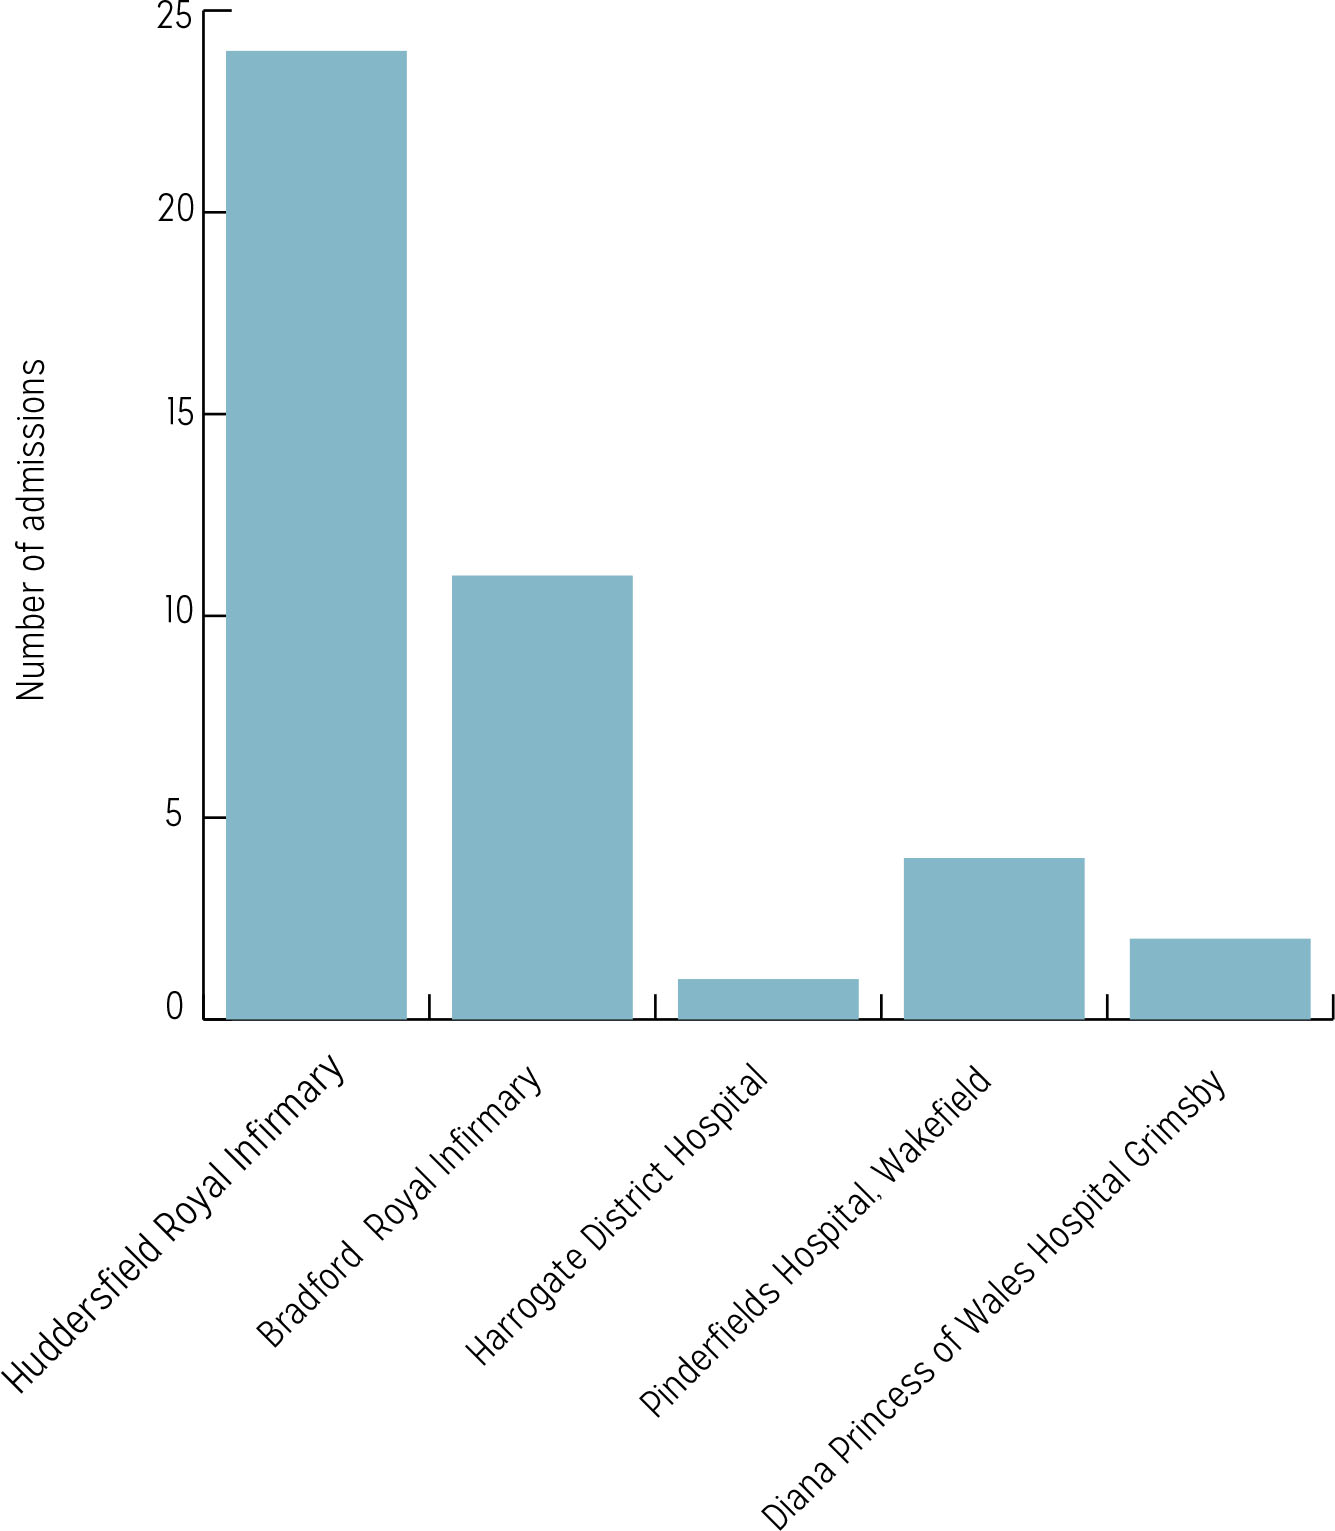 25
20
15
10
5
0
Number of admissions
Huddersfield Royal Infirmary
Bradford Royal Infirmary
Harrogate District Hospital
Pinderfields Hospital, Wakefield
Diana Princess of Wales Hospital Grimsby